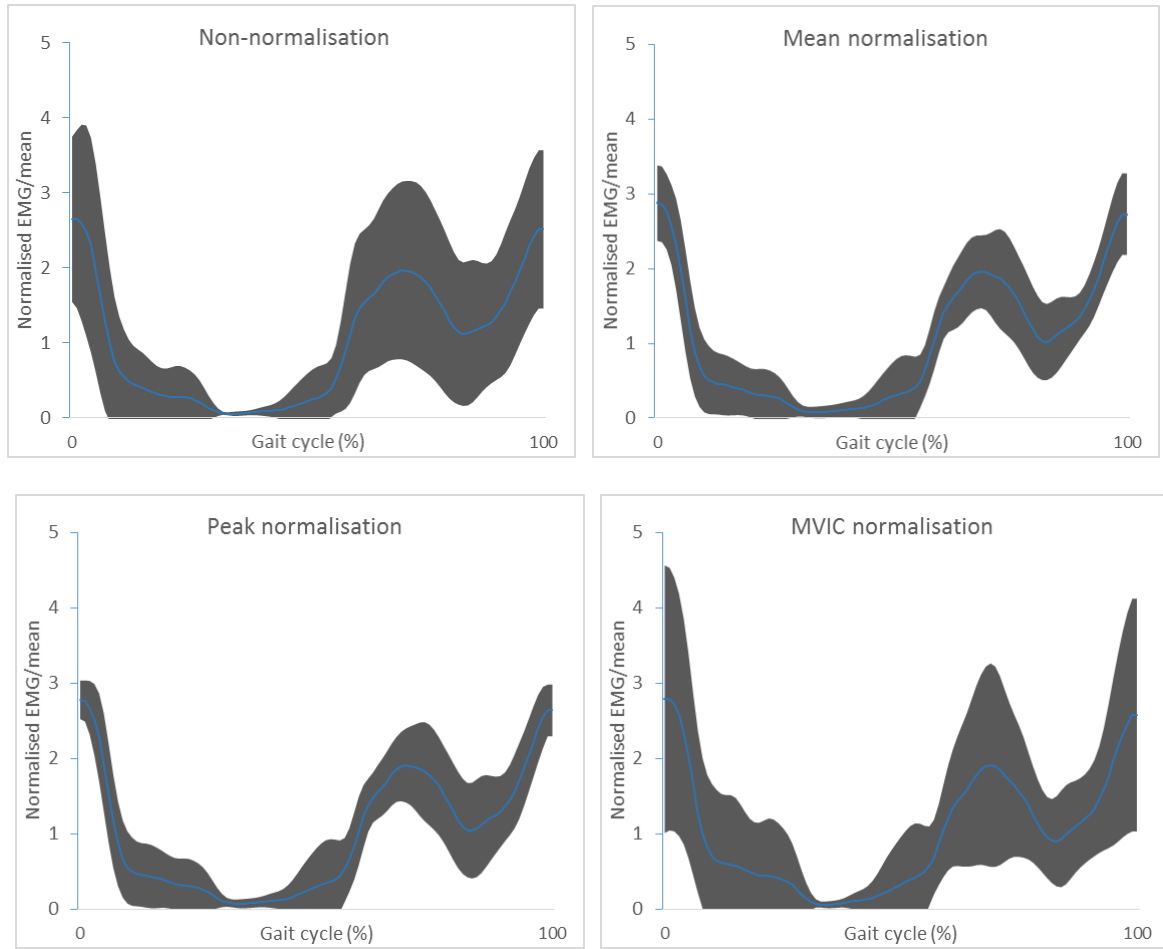 Non-normalisation
Normalised EMG/mean
5
4
3
2
1
0
0
100
Gait cycle (%)
Mean normalisation
Normalised EMG/mean
5
4
3
2
1
0
0
100
Gait cycle (%)
Peak normalisation
Normalised EMG/mean
5
4
3
2
1
0
0
100
Gait cycle (%)
MVIC normalisation
Normalised EMG/mean
5
4
3
2
1
0
0
100
Gait cycle (%)